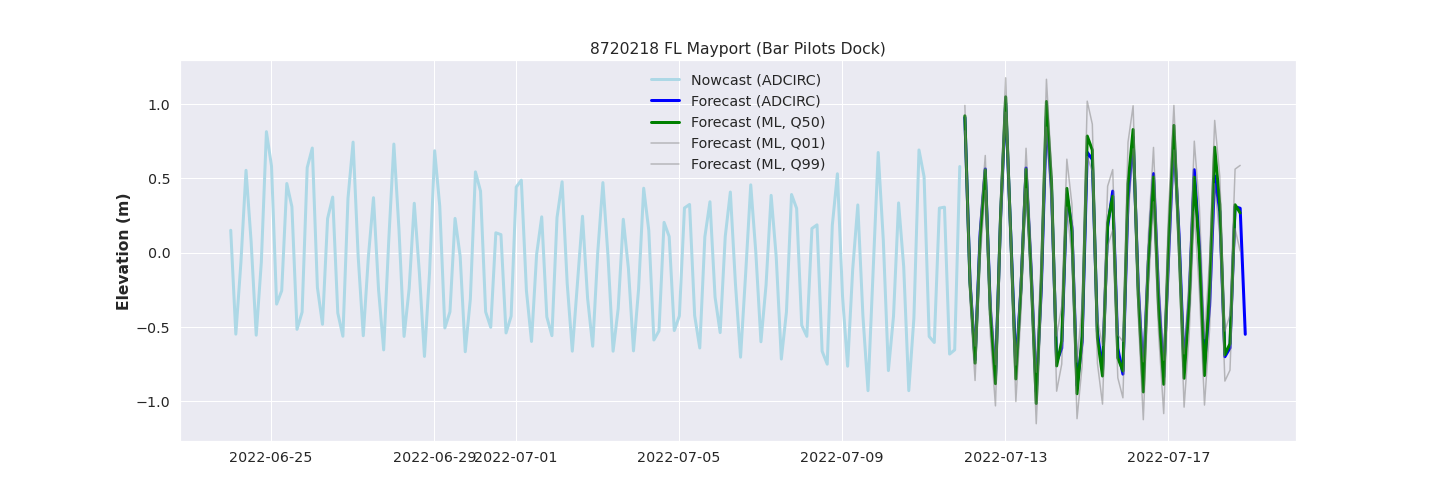 8720218 FL Mayport (Bar Pilots Dock)
Nowcast (ADCIRC)
Forecast (ADCIRC)
Forecast (ML, Q50)
Forecast (ML, Q01)
Forecast (ML, Q99)
Elevation (m)
1.0
0.5
0.0
−0.5
−1.0
2022-06-25
2022-06-29
2022-07-01
2022-07-05
2022-07-09
2022-07-13
2022-07-17